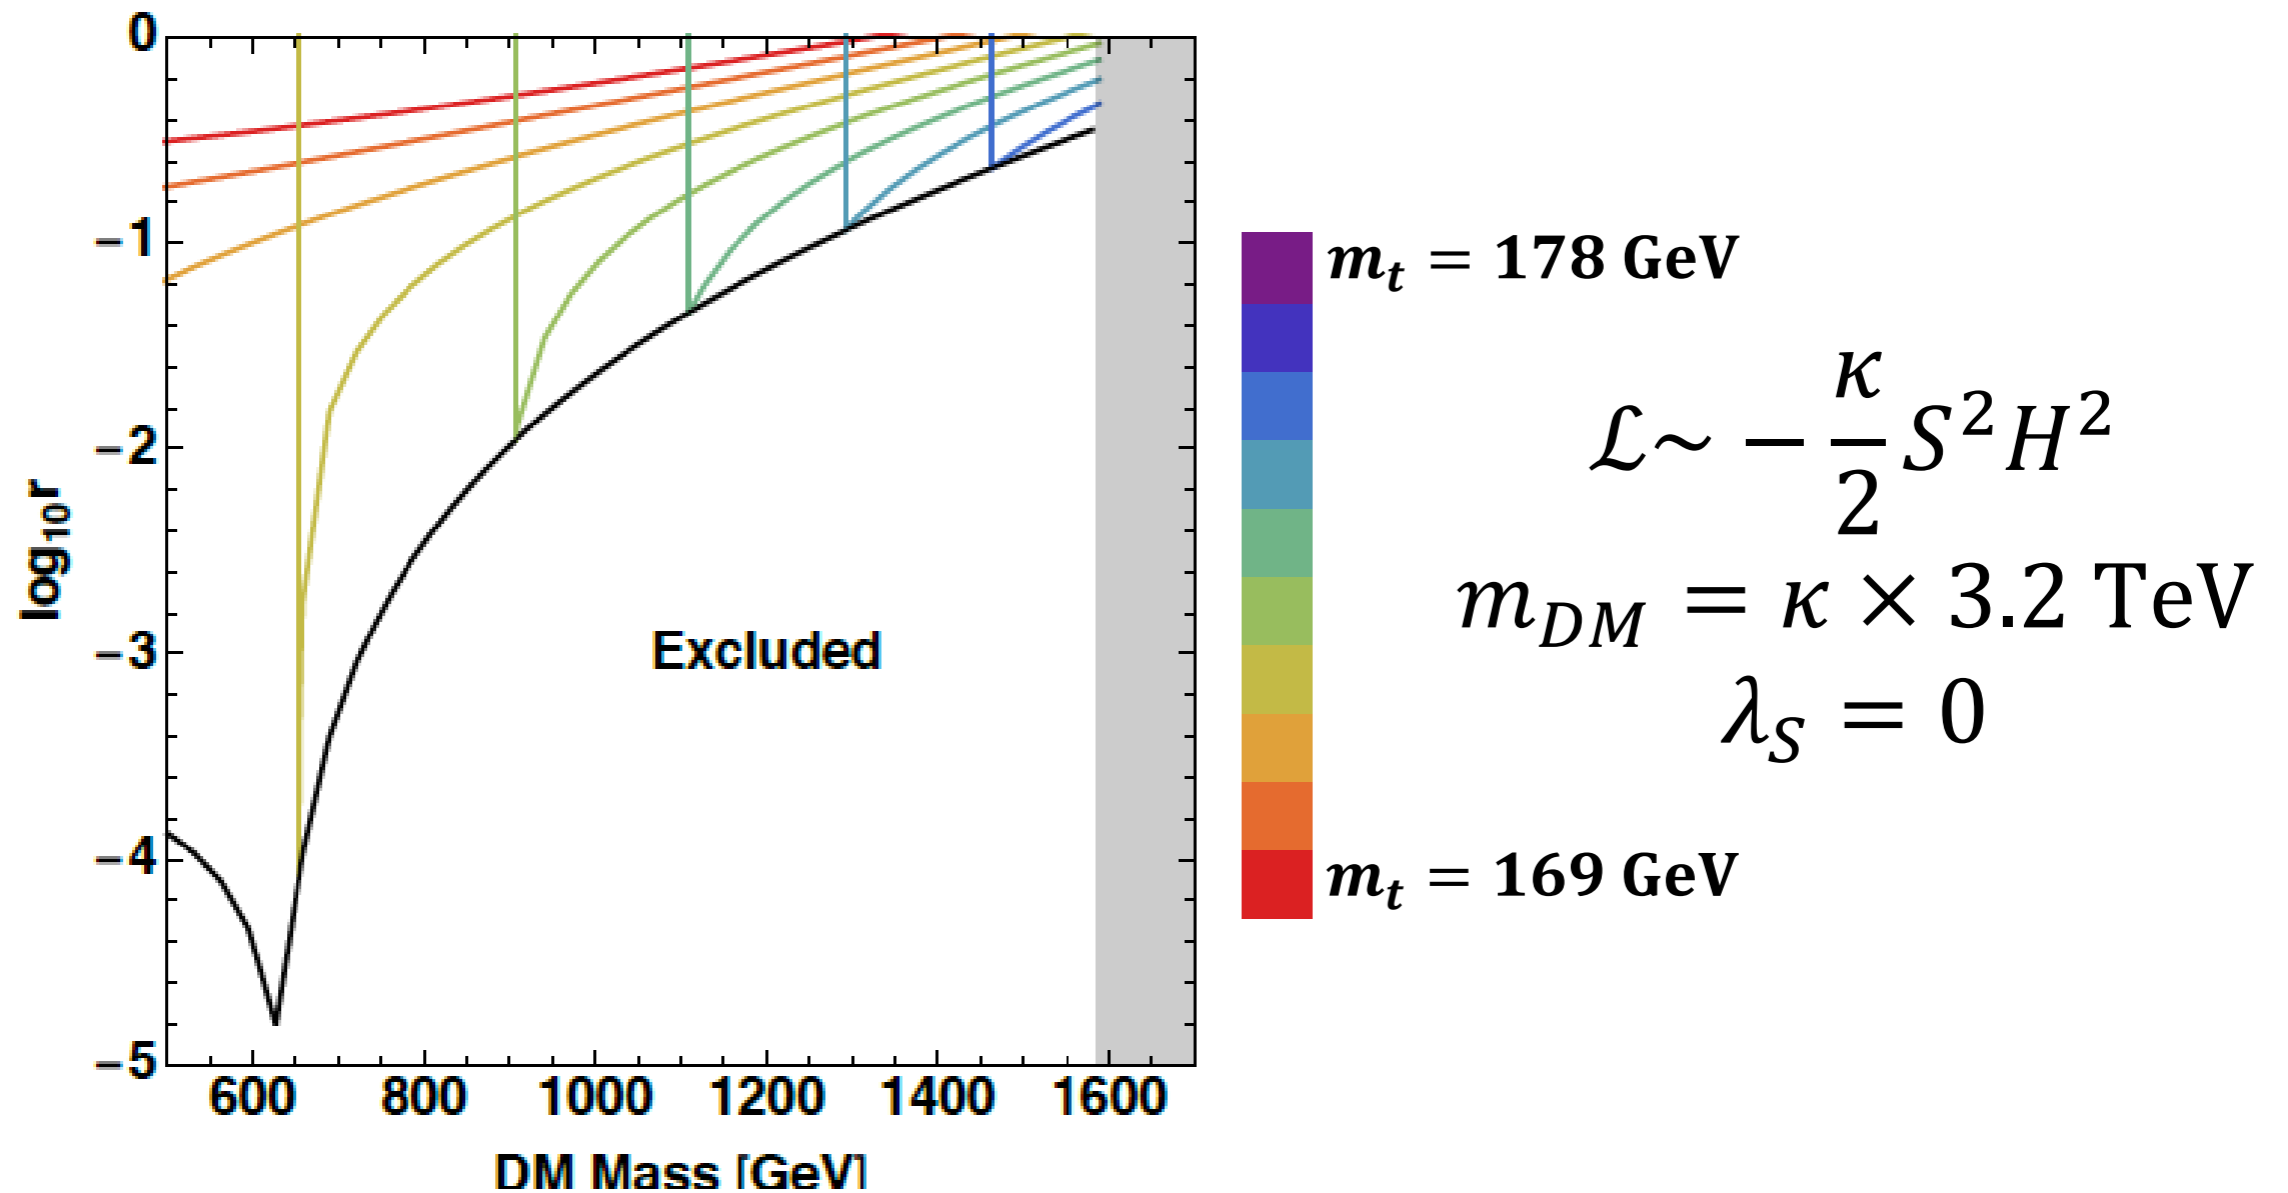 0
−1
−2
−3
−4
−5
log₁₀r
Excluded
600 800 1000 1200 1400 1600
DM Mass [GeV]
m_t = 178 GeV
m_t = 169 GeV
ℒ~ − κ/2 S²H²
m_DM = κ × 3.2 TeV
λ_S = 0